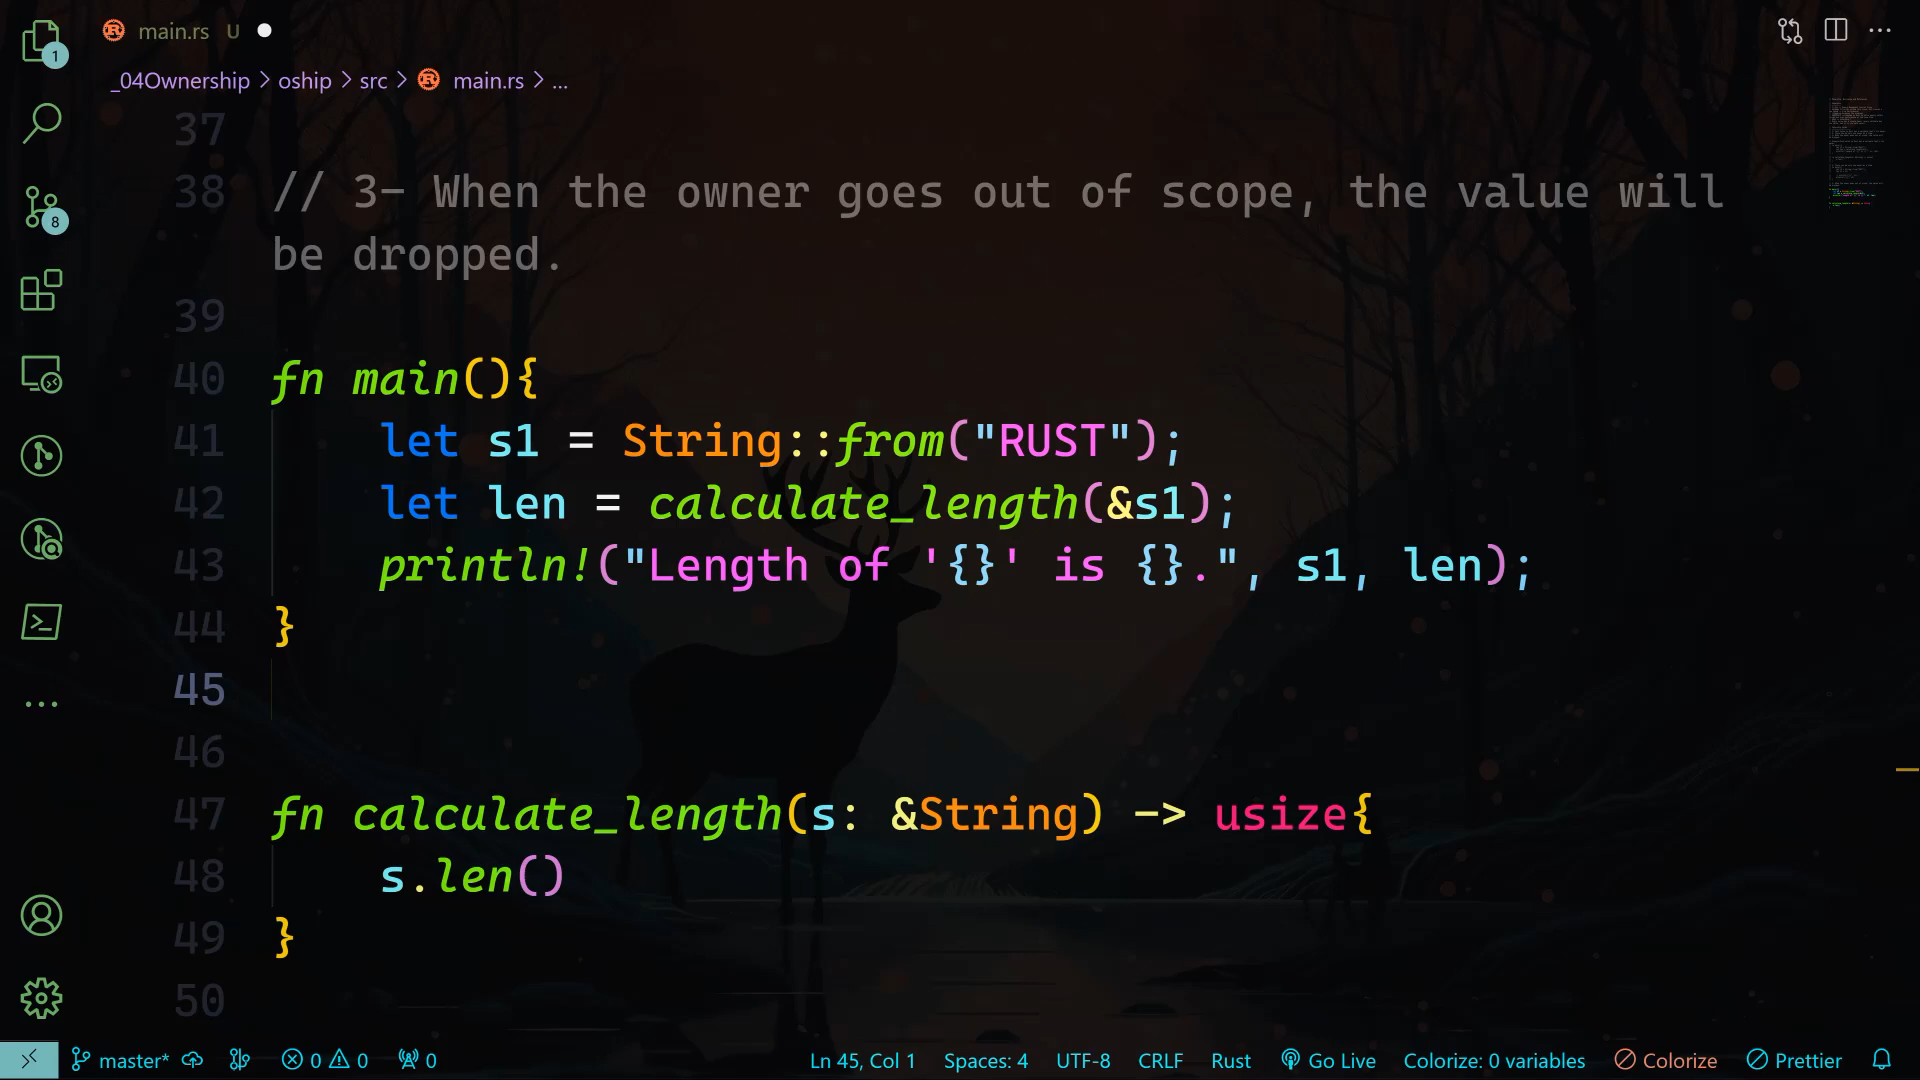 main.rs U
_04Ownership > oship > src > main.rs > ...
1
8
37
38 // 3- When the owner goes out of scope, the value will
be dropped.
39
40 fn main(){
41 let s1 = String::from("RUST");
42 let len = calculate_length(&s1);
43 println!("Length of '{}' is {}.", s1, len);
44 }
45
46
47 fn calculate_length(s: &String) -> usize{
48 s.len()
49 }
50
master* 0 0 0 Ln 45, Col 1 Spaces: 4 UTF-8 CRLF Rust Go Live Colorize: 0 variables Colorize Prettier